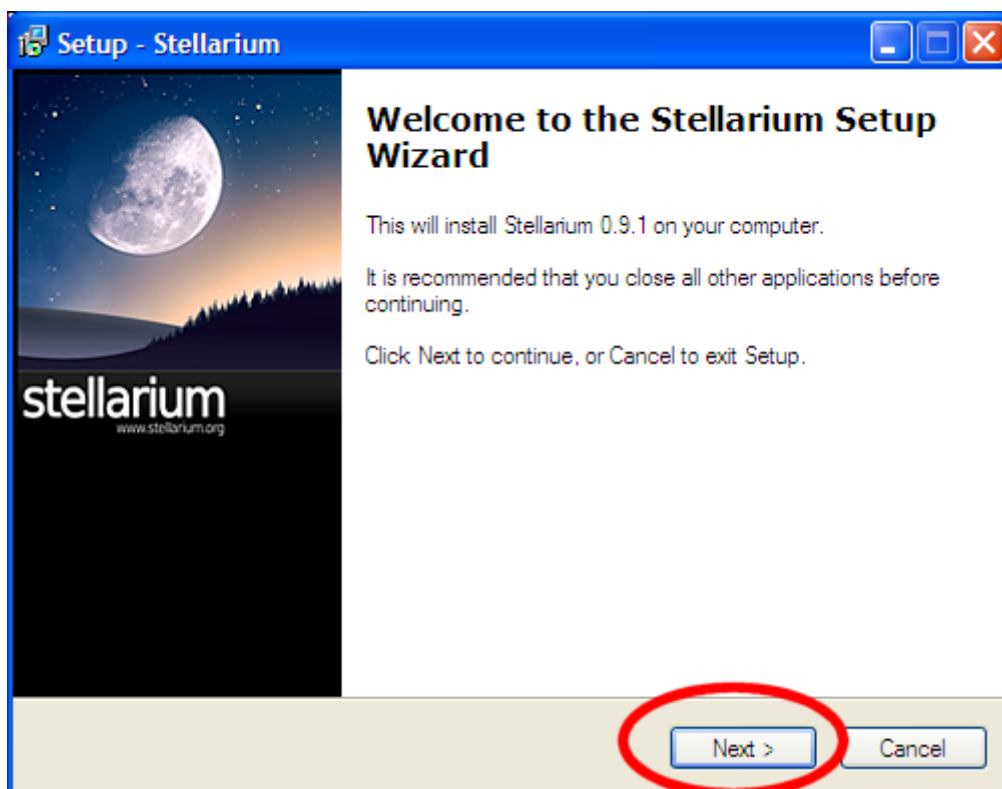 Setup - Stellarium
Welcome to the Stellarium Setup
Wizard
This will install Stellarium 0.9.1 on your computer.
It is recommended that you close all other applications before
continuing.
Click Next to continue, or Cancel to exit Setup.
stellarium
www.stellarium.org
Next >
Cancel